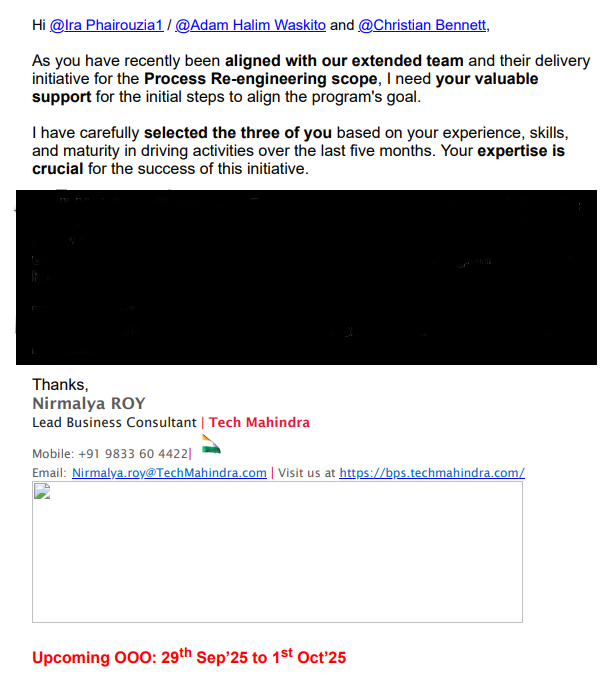 Hi @Ira Phairouzia1 / @Adam Halim Waskito and @Christian Bennett,
As you have recently been aligned with our extended team and their delivery
initiative for the Process Re-engineering scope, I need your valuable
support for the initial steps to align the program's goal.
I have carefully selected the three of you based on your experience, skills,
and maturity in driving activities over the last five months. Your expertise is
crucial for the success of this initiative.
Thanks,
Nirmalya ROY
Lead Business Consultant | Tech Mahindra
Mobile: +91 9833 60 4422|
Email: Nirmalya.roy@TechMahindra.com | Visit us at https://bps.techmahindra.com/
Upcoming OOO: 29th Sep’25 to 1st Oct’25